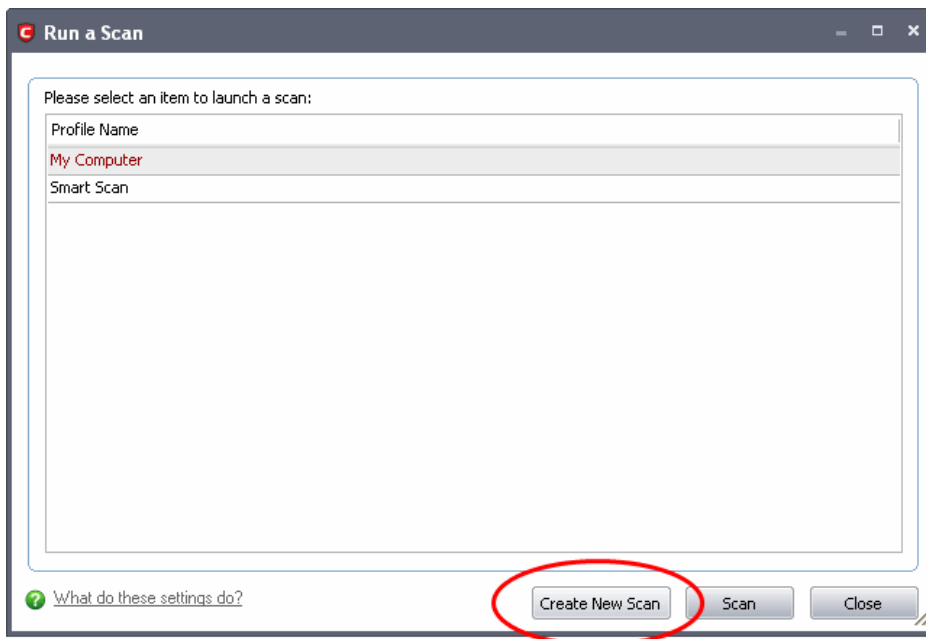 Run a Scan
Please select an item to launch a scan:
Profile Name
My Computer
Smart Scan
What do these settings do?
Create New Scan
Scan
Close